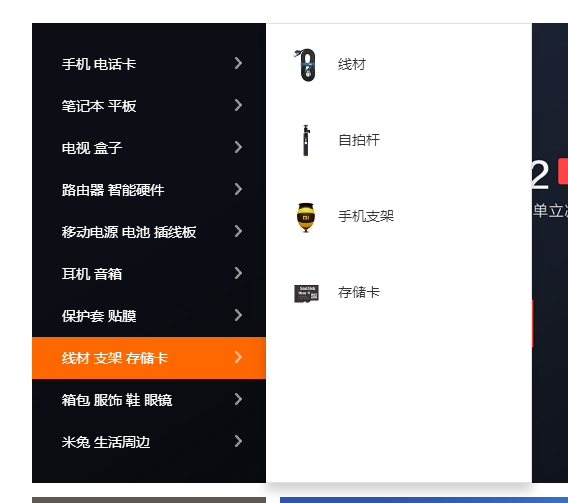 手机 电话卡
笔记本 平板
电视 盒子
路由器 智能硬件
移动电源 电池 插线板
耳机 音箱
保护套 贴膜
线材 支架 存储卡
箱包 服饰 鞋 眼镜
米兔 生活周边
线材
自拍杆
手机支架
存储卡
2
单立